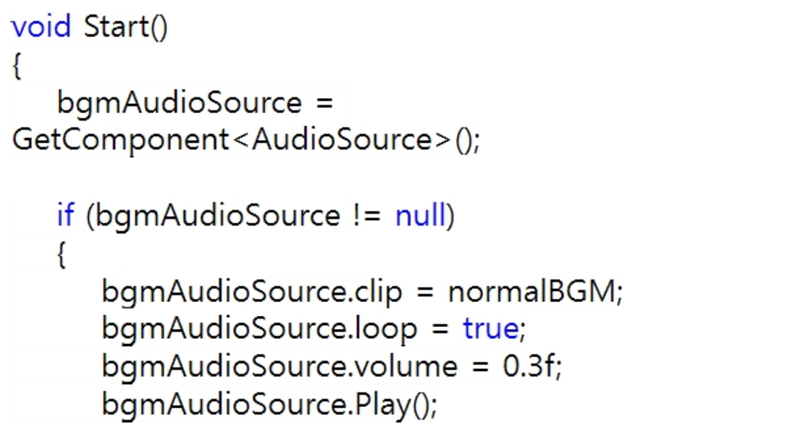 void Start()
{
bgmAudioSource =
GetComponent<AudioSource>();
if (bgmAudioSource != null)
{
bgmAudioSource.clip = normalBGM;
bgmAudioSource.loop = true;
bgmAudioSource.volume = 0.3f;
bgmAudioSource.Play();